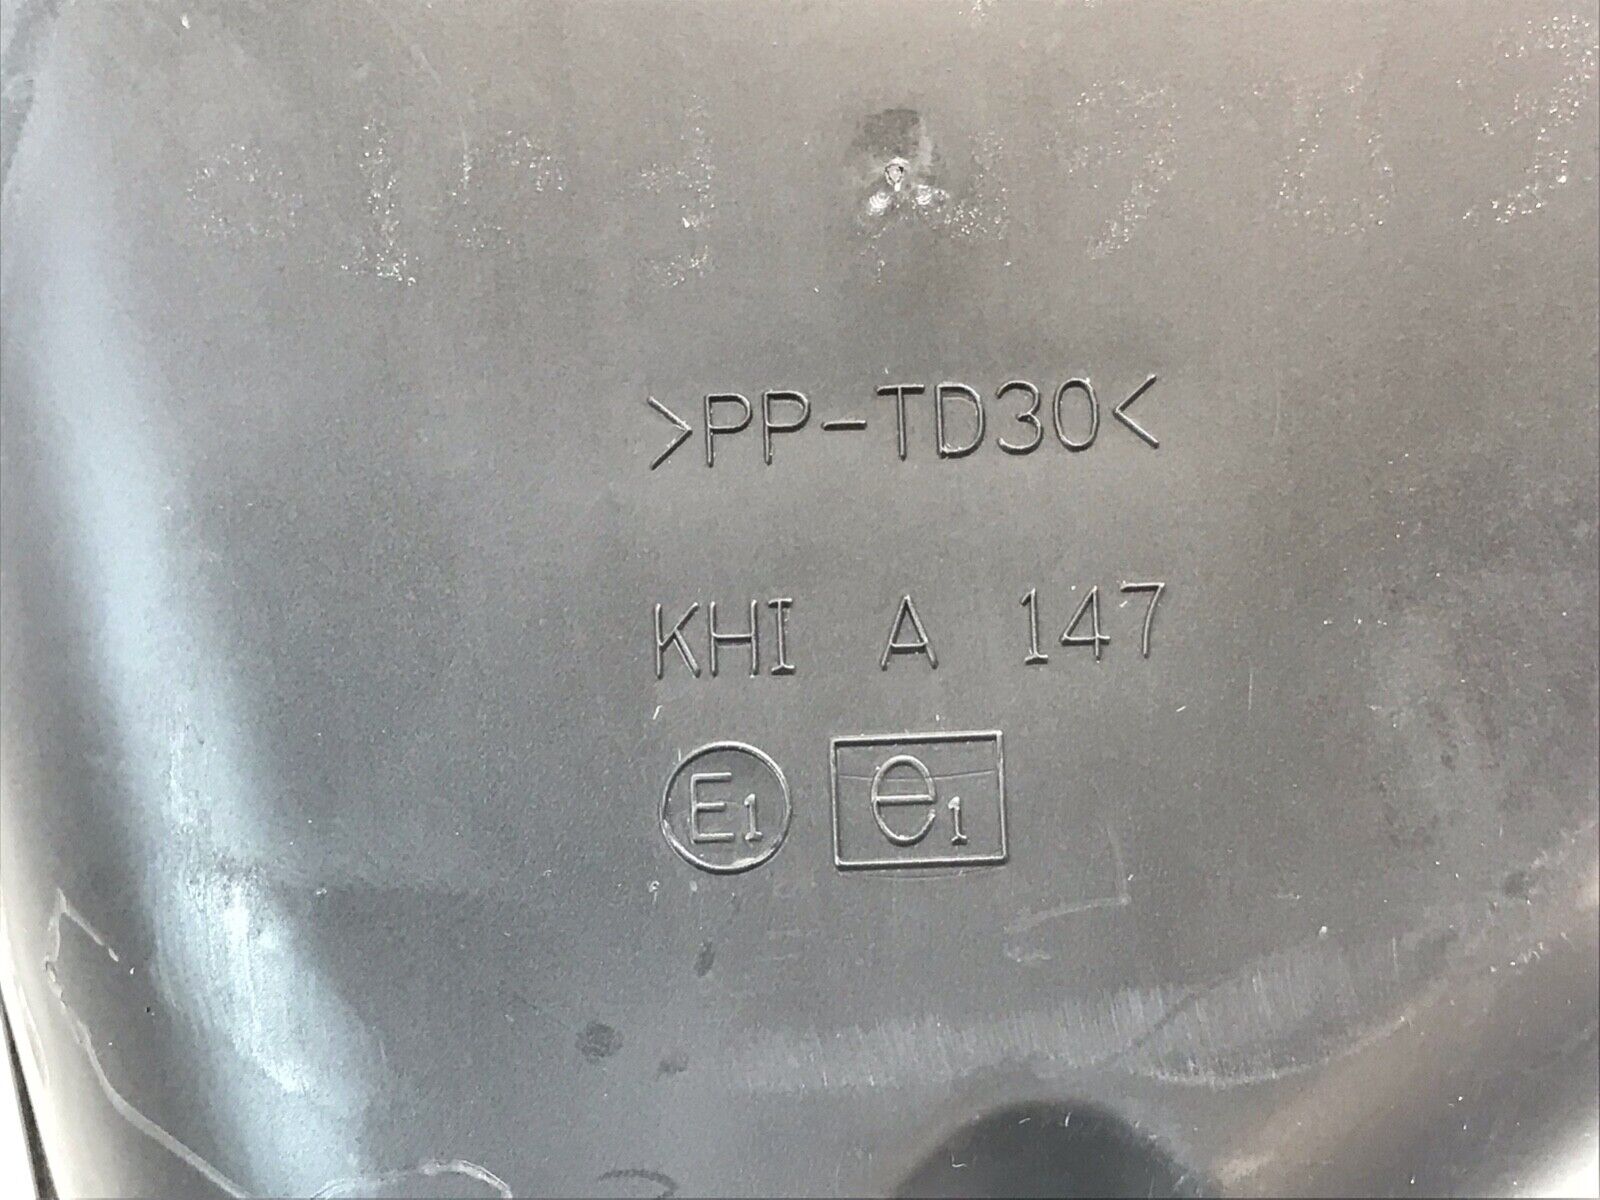 >PP-TD30<
KHI A 147
E1 e1